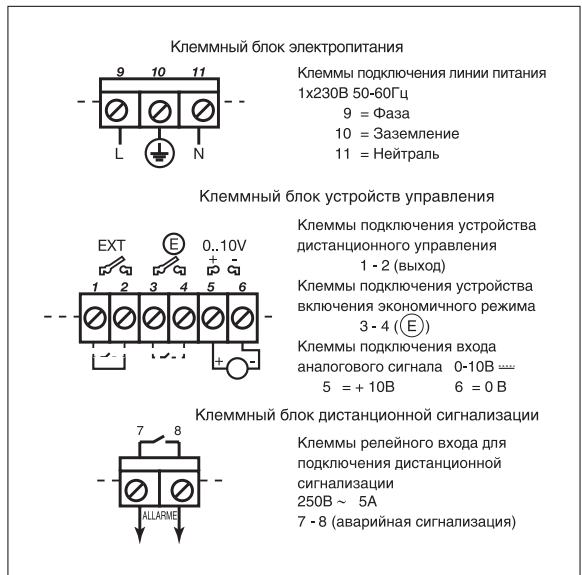 Клеммный блок электропитания
9 10 11
L N
Клеммы подключения линии питания
1х230В 50-60Гц
9 = Фаза
10 = Заземление
11 = Нейтраль
Клеммный блок устройств управления
EXT E 0..10V
+ -
1 2 3 4 5 6
+ -
Клеммы подключения устройства
дистанционного управления
1 - 2 (выход)
Клеммы подключения устройства
включения экономичного режима
3 - 4 (E)
Клеммы подключения входа
аналогового сигнала 0-10В
5 = + 10В 6 = 0 В
Клеммный блок дистанционной сигнализации
7 8
ALLARME
Клеммы релейного входа для
подключения дистанционной
сигнализации
250В ~ 5А
7 - 8 (аварийная сигнализация)